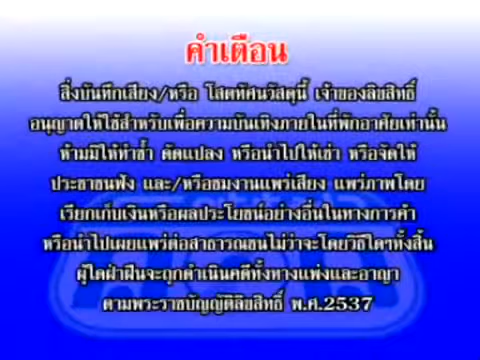 คำเตือน
สิ่งบันทึกเสียง/หรือ โสตทัศนวัสดุนี้ เจ้าของลิขสิทธิ์
อนุญาตให้ใช้สำหรับเพื่อความบันเทิงภายในที่พักอาศัยเท่านั้น
ห้ามมิให้ทำซ้ำ ดัดแปลง หรือนำไปให้เช่า หรือจัดให้
ประชาชนฟัง และ/หรือชมงานแพร่เสียง แพร่ภาพโดย
เรียกเก็บเงินหรือผลประโยชน์อย่างอื่นในทางการค้า
หรือนำไปเผยแพร่ต่อสาธารณชนไม่ว่าจะโดยวิธีใดๆทั้งสิ้น
ผู้ใดฝ่าฝืนจะถูกดำเนินคดีทั้งทางแพ่งและอาญา
ตามพระราชบัญญัติลิขสิทธิ์ พ.ศ.2537